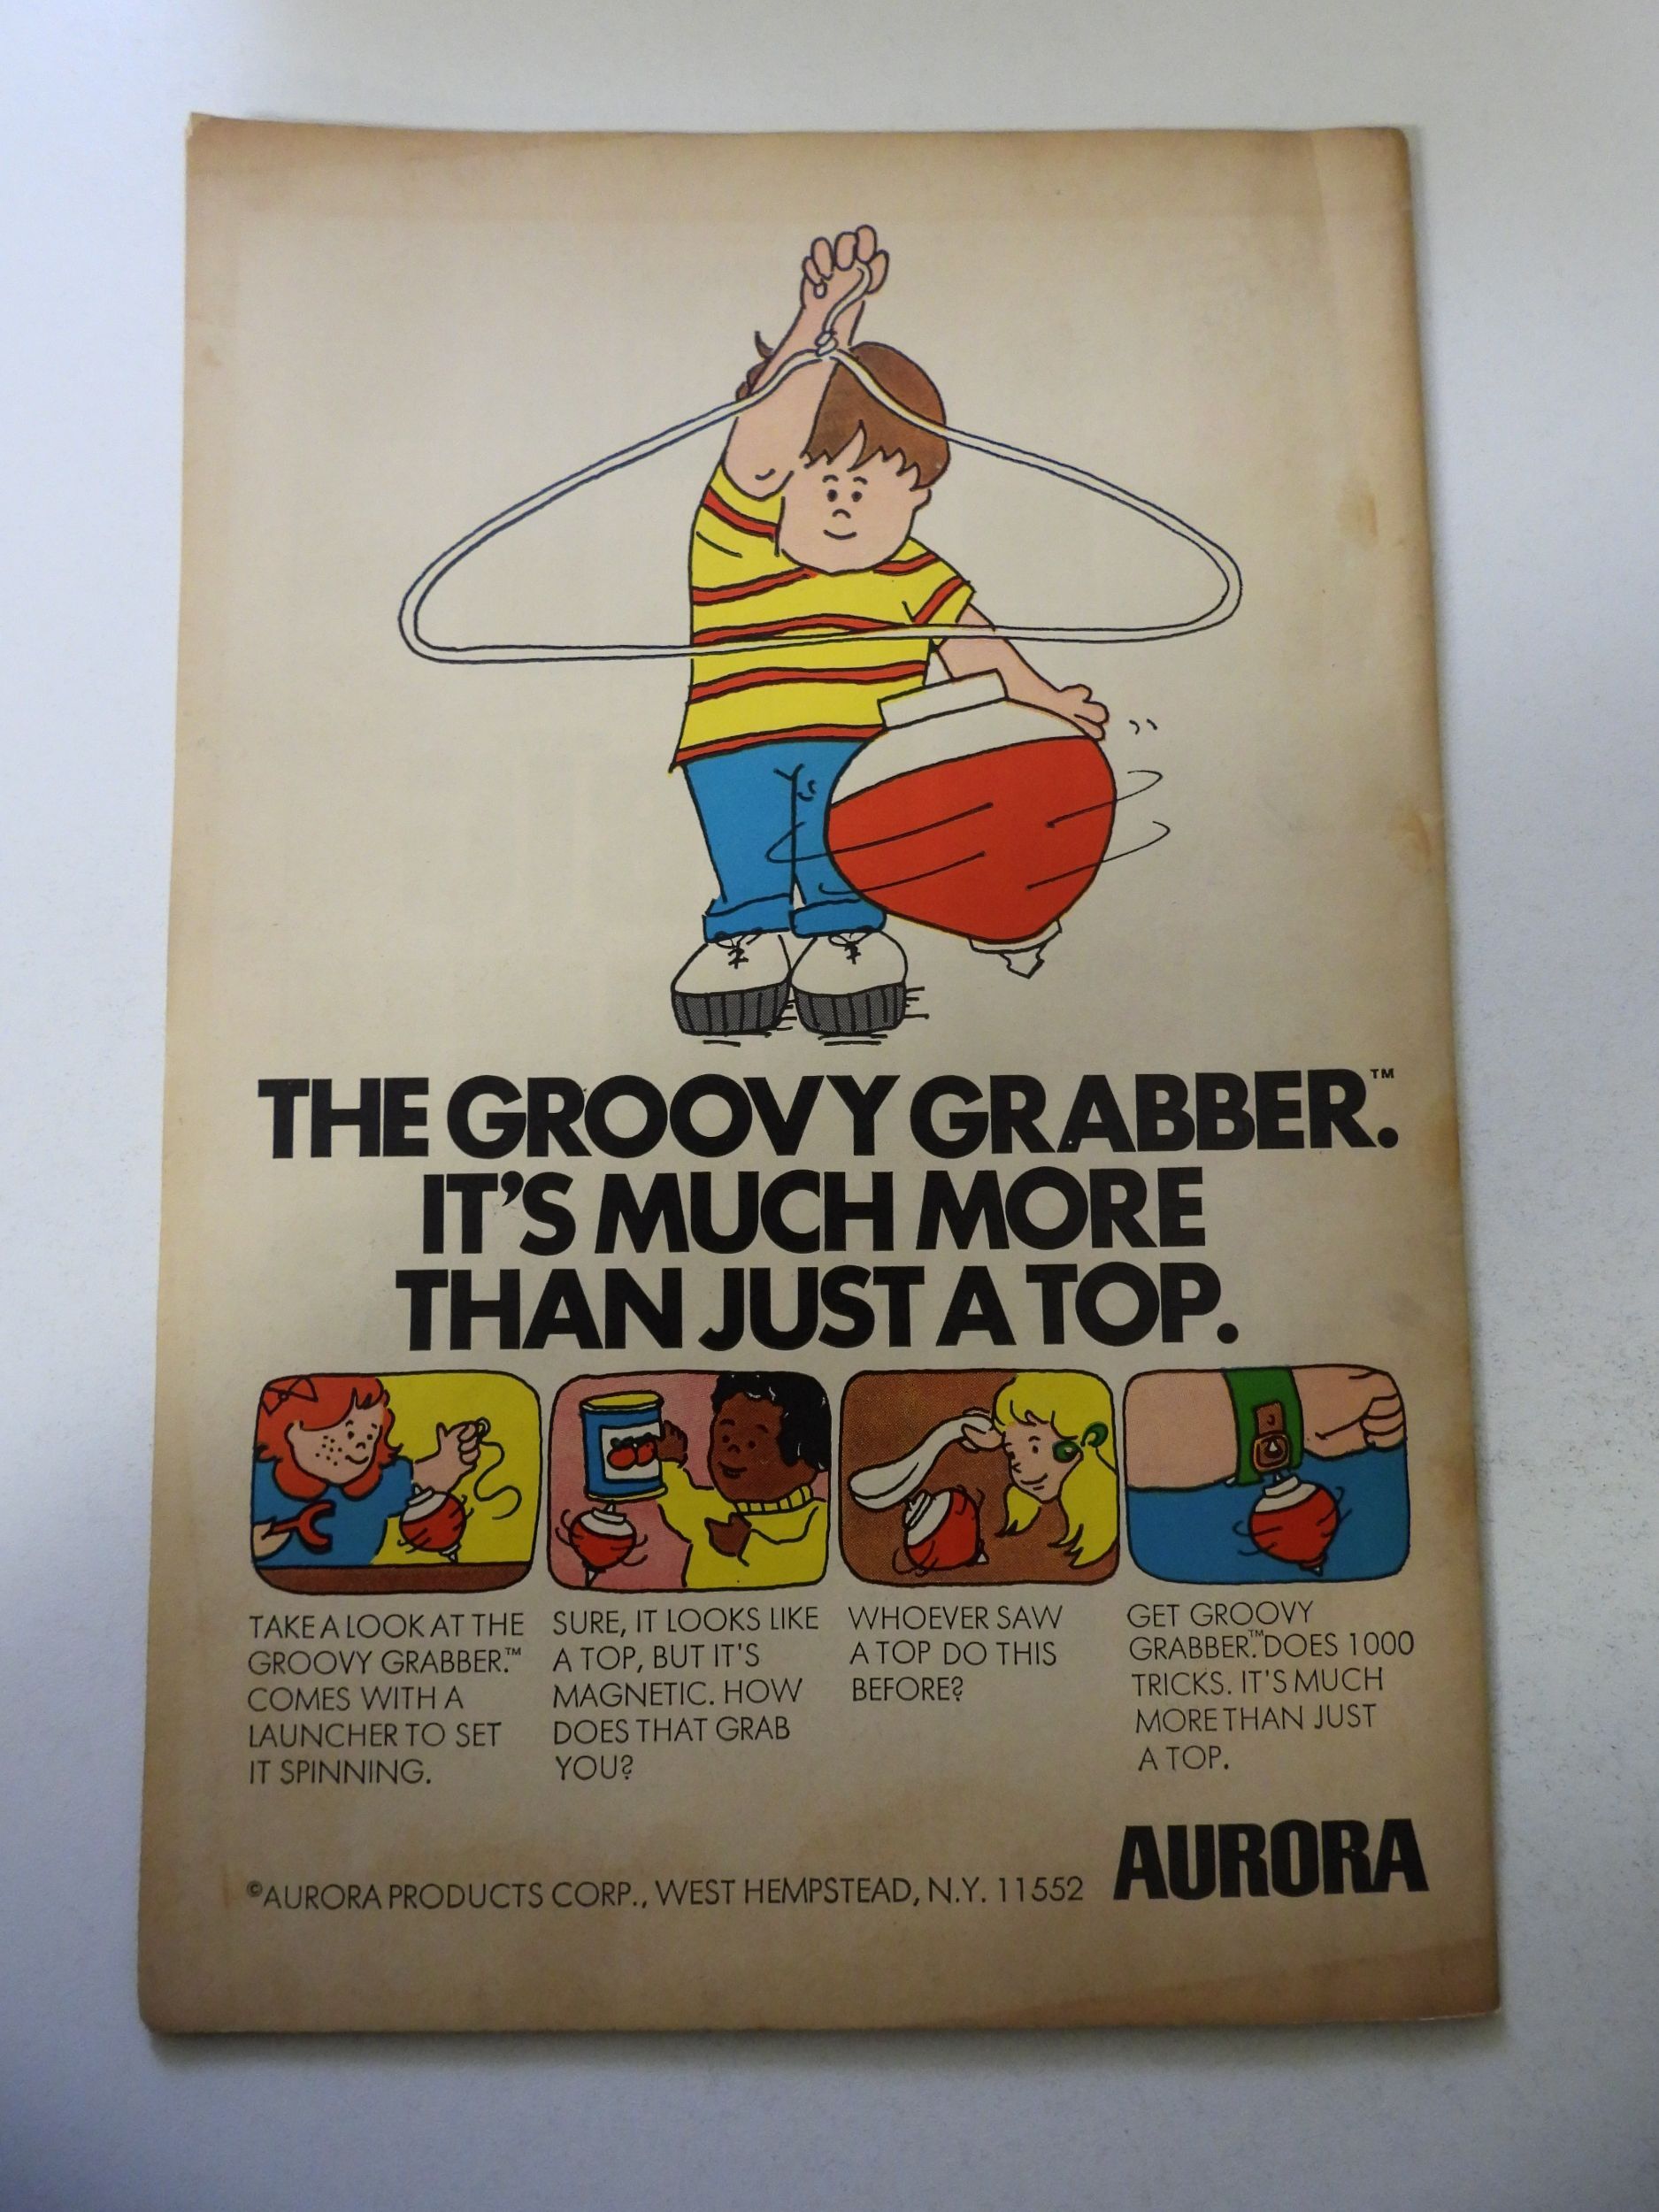 THE GROOVY GRABBER.™
IT'S MUCH MORE
THAN JUST A TOP.
TAKE A LOOK AT THE
GROOVY GRABBER.™
COMES WITH A
LAUNCHER TO SET
IT SPINNING.
SURE, IT LOOKS LIKE
A TOP, BUT IT'S
MAGNETIC. HOW
DOES THAT GRAB
YOU?
WHOEVER SAW
A TOP DO THIS
BEFORE?
GET GROOVY
GRABBER.™ DOES 1000
TRICKS. IT'S MUCH
MORE THAN JUST
A TOP.
©AURORA PRODUCTS CORP., WEST HEMPSTEAD, N.Y. 11552
AURORA